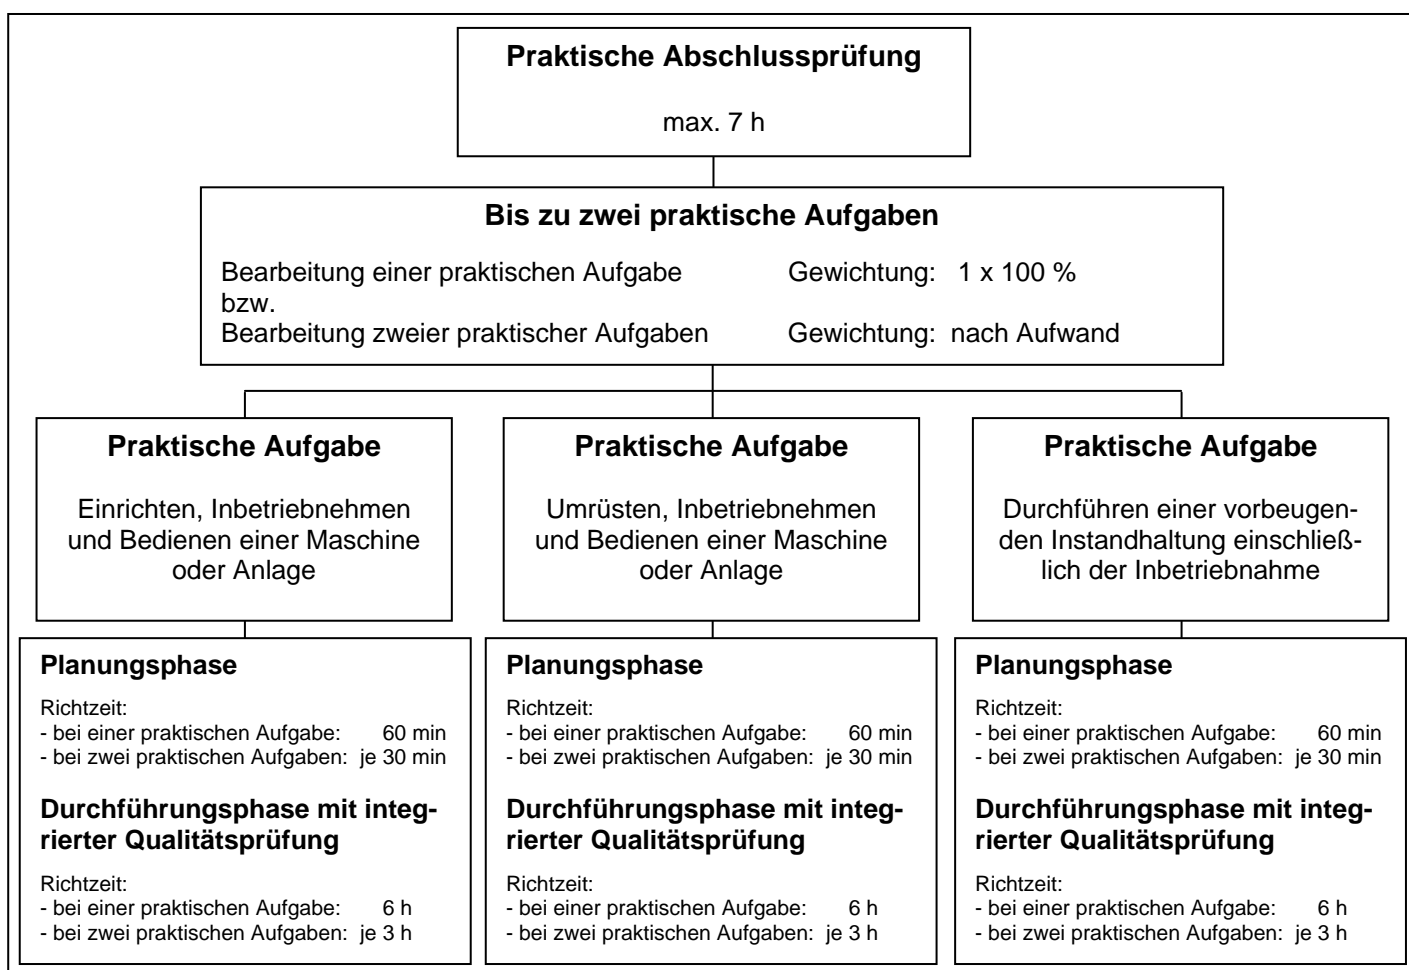 Praktische Abschlussprüfung
max. 7 h
Bis zu zwei praktische Aufgaben
Bearbeitung einer praktischen Aufgabe Gewichtung: 1 x 100 %
bzw.
Bearbeitung zweier praktischer Aufgaben Gewichtung: nach Aufwand
Praktische Aufgabe
Einrichten, Inbetriebnehmen
und Bedienen einer Maschine
oder Anlage
Praktische Aufgabe
Umrüsten, Inbetriebnehmen
und Bedienen einer Maschine
oder Anlage
Praktische Aufgabe
Durchführen einer vorbeugen-
den Instandhaltung einschließ-
lich der Inbetriebnahme
Planungsphase
Richtzeit:
- bei einer praktischen Aufgabe: 60 min
- bei zwei praktischen Aufgaben: je 30 min
Durchführungsphase mit integ-
rierter Qualitätsprüfung
Richtzeit:
- bei einer praktischen Aufgabe: 6 h
- bei zwei praktischen Aufgaben: je 3 h
Planungsphase
Richtzeit:
- bei einer praktischen Aufgabe: 60 min
- bei zwei praktischen Aufgaben: je 30 min
Durchführungsphase mit integ-
rierter Qualitätsprüfung
Richtzeit:
- bei einer praktischen Aufgabe: 6 h
- bei zwei praktischen Aufgaben: je 3 h
Planungsphase
Richtzeit:
- bei einer praktischen Aufgabe: 60 min
- bei zwei praktischen Aufgaben: je 30 min
Durchführungsphase mit integ-
rierter Qualitätsprüfung
Richtzeit:
- bei einer praktischen Aufgabe: 6 h
- bei zwei praktischen Aufgaben: je 3 h